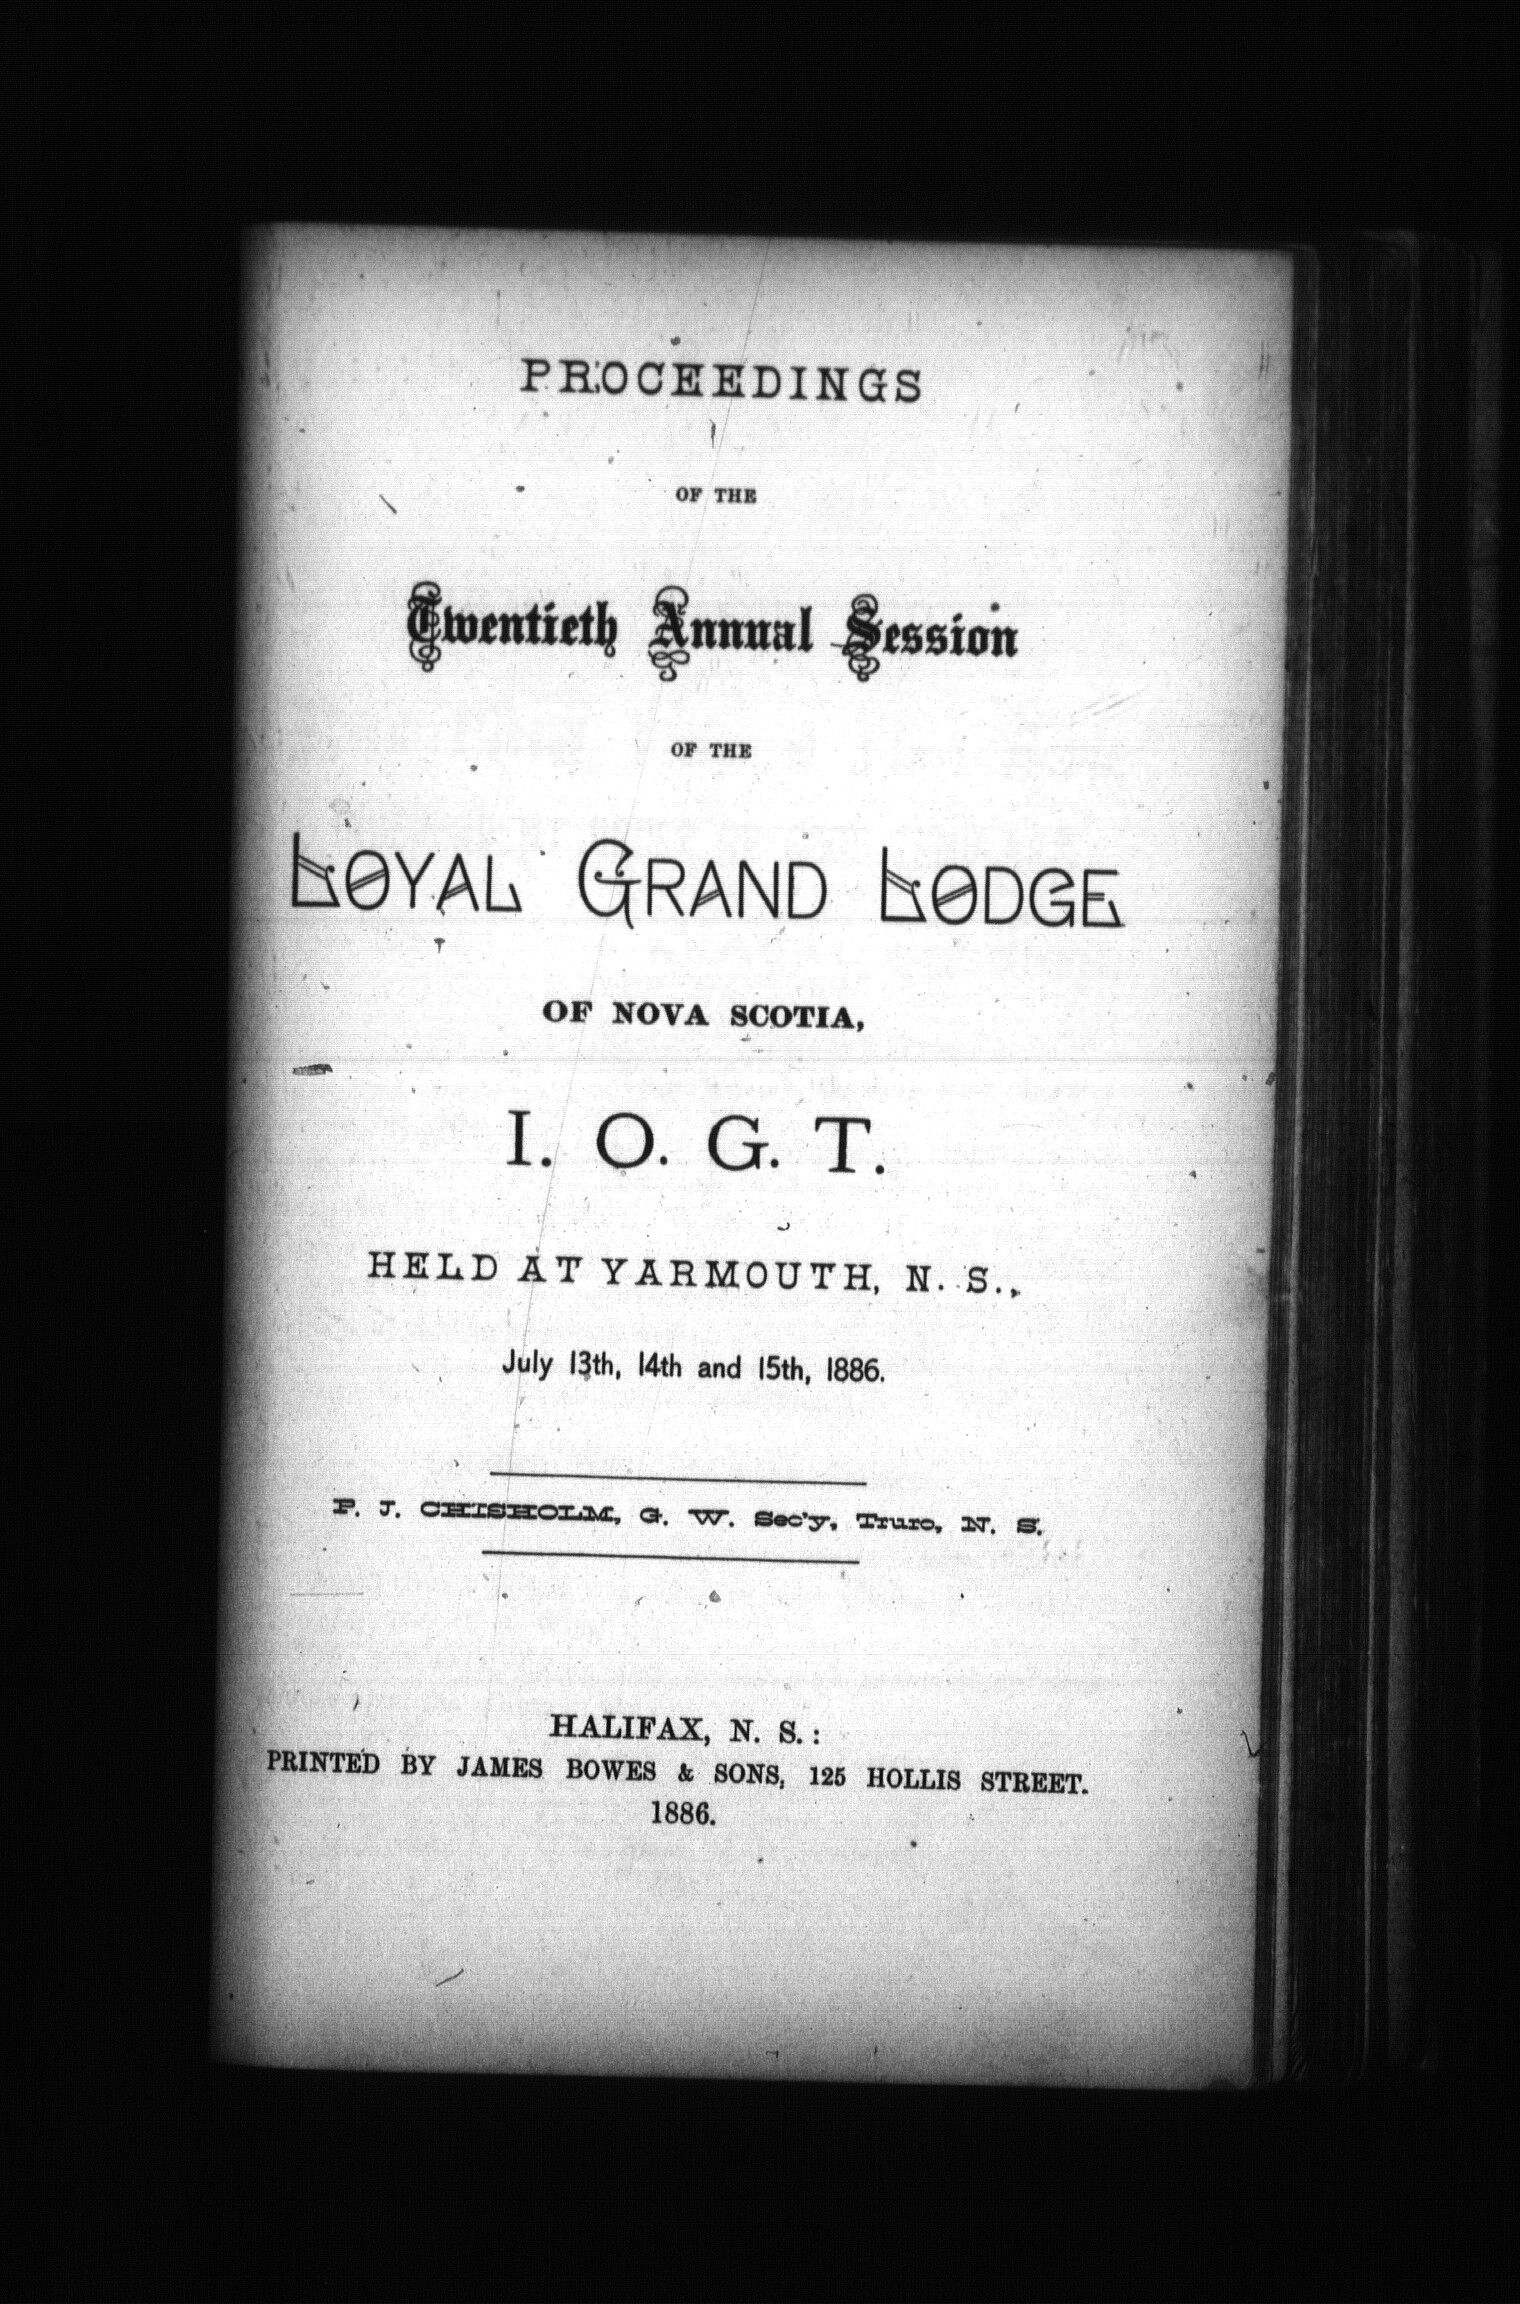 PROCEEDINGS
OF THE
Twentieth Annual Session
OF THE
LOYAL GRAND LODGE
OF NOVA SCOTIA,
I. O. G. T.
HELD AT YARMOUTH, N. S.,
July 13th, 14th and 15th, 1886.
P. J. CHISHOLM, G. W. Sec'y, Truro, N. S.
HALIFAX, N. S.:
PRINTED BY JAMES BOWES & SONS, 125 HOLLIS STREET.
1886.